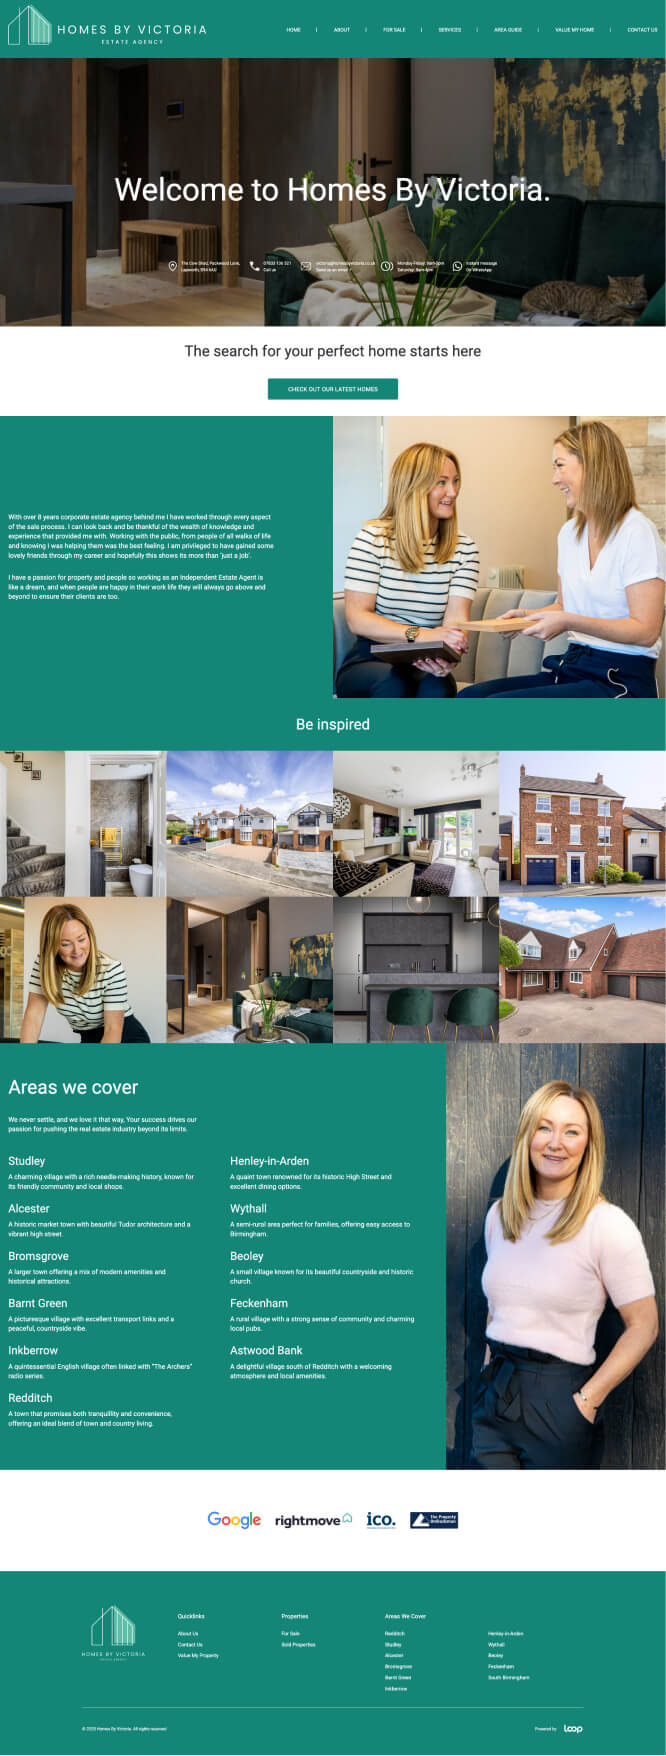 HOMES BY VICTORIA
ESTATE AGENCY
HOME | ABOUT | FOR SALE | SERVICES | AREA GUIDE | VALUE MY HOME | CONTACT US
Welcome to Homes By Victoria.
The Cow Shed, Packwood Lane,
Lapworth,
Call us
Send us an email
Monday-Friday: 9am-5pm
Saturday: 9am-4pm
Instant message
On WhatsApp
The search for your perfect home starts here
CHECK OUT OUR LATEST HOMES
With over 8 years corporate estate agency behind me I have worked through every aspect
of the sale process. I can look back and be thankful of the wealth of knowledge and
experience that provided me with. Working with the public, from people of all walks of life
and knowing I was helping them was the best feeling. I am privileged to have gained some
lovely friends through my career and hopefully this shows its more than 'just a job'.
I have a passion for property and people so working as an Independent Estate Agent is
like a dream, and when people are happy in their work life they will always go above and
beyond to ensure their clients are too.
Be inspired
Areas we cover
We never settle, and we love it that way, Your success drives our
passion for pushing the real estate industry beyond its limits.
Studley
A charming village with a rich needle-making history, known for
its friendly community and local shops.
Alcester
A historic market town with beautiful Tudor architecture and a
vibrant high street.
Bromsgrove
A larger town offering a mix of modern amenities and
historical attractions.
Barnt Green
A picturesque village with excellent transport links and a
peaceful, countryside vibe.
Inkberrow
A quintessential English village often linked with "The Archers"
radio series.
Redditch
A town that promises both tranquillity and convenience,
offering an ideal blend of town and country living.
Henley-in-Arden
A quaint town renowned for its historic High Street and
excellent dining options.
Wythall
A semi-rural area perfect for families, offering easy access to
Birmingham.
Beoley
A small village known for its beautiful countryside and historic
church.
Feckenham
A rural village with a strong sense of community and charming
local pubs.
Astwood Bank
A delightful village south of Redditch with a welcoming
atmosphere and local amenities.
Google
rightmove
ico.
The Property
Ombudsman
HOMES BY VICTORIA
ESTATE AGENCY
Quicklinks
About Us
Contact Us
Value My Property
Properties
For Sale
Sold Properties
Areas We Cover
Redditch
Studley
Alcester
Bromsgrove
Barnt Green
Inkberrow
Henley-in-Arden
Wythall
Beoley
Feckenham
South Birmingham
Homes By Victoria. All rights reserved
Powered by loop